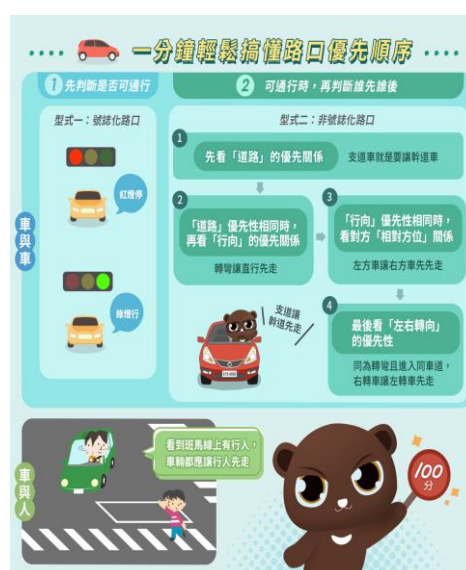 一分鐘輕鬆搞懂路口優先順序
1 先判斷是否可通行
2 可通行時，再判斷誰先誰後
型式一：號誌化路口
紅燈停
綠燈行
型式二：非號誌化路口
1
先看「道路」的優先關係
支道車就是要讓幹道車
2
「道路」優先性相同時，
再看「行向」的優先關係
轉彎讓直行先走
3
「行向」優先性相同時，
看對方「相對方位」關係
左方車讓右方車先先走
支道讓
幹道先走
4
最後看「左右轉向」
的優先性
同為轉彎且進入同車道，
右轉車讓左轉車先走
車與車
車與人
看到斑馬線上有行人，
車輛都應讓行人先走
100
分